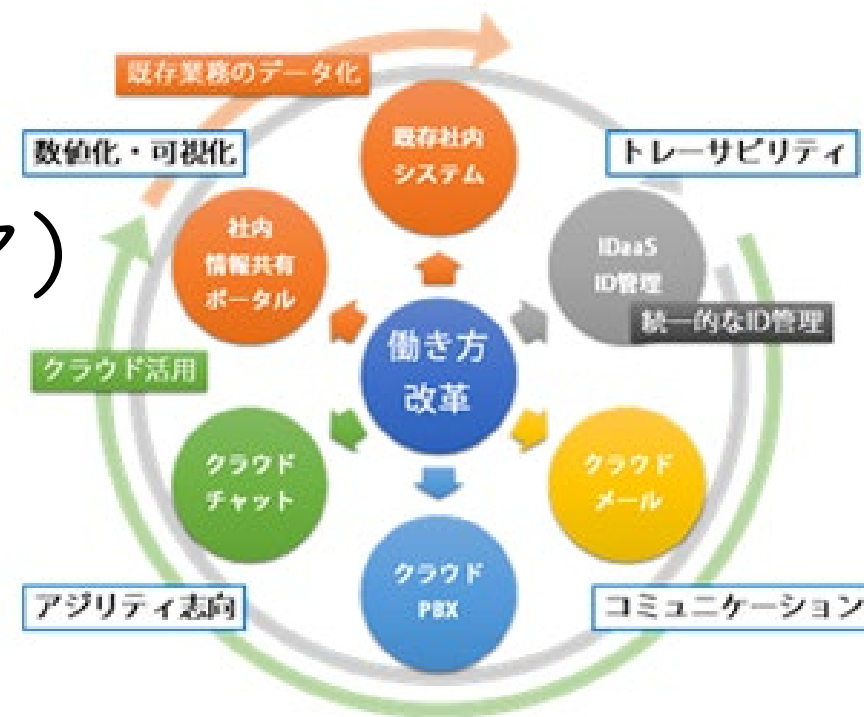 既存業務のデータ化
数値化・可視化
トレーサビリティ
既存社内
システム
社内
情報共有
ポータル
IDaaS
ID管理
統一的なID管理
働き方
改革
クラウド活用
クラウド
チャット
クラウド
メール
クラウド
PBX
アジリティ志向
コミュニケーション